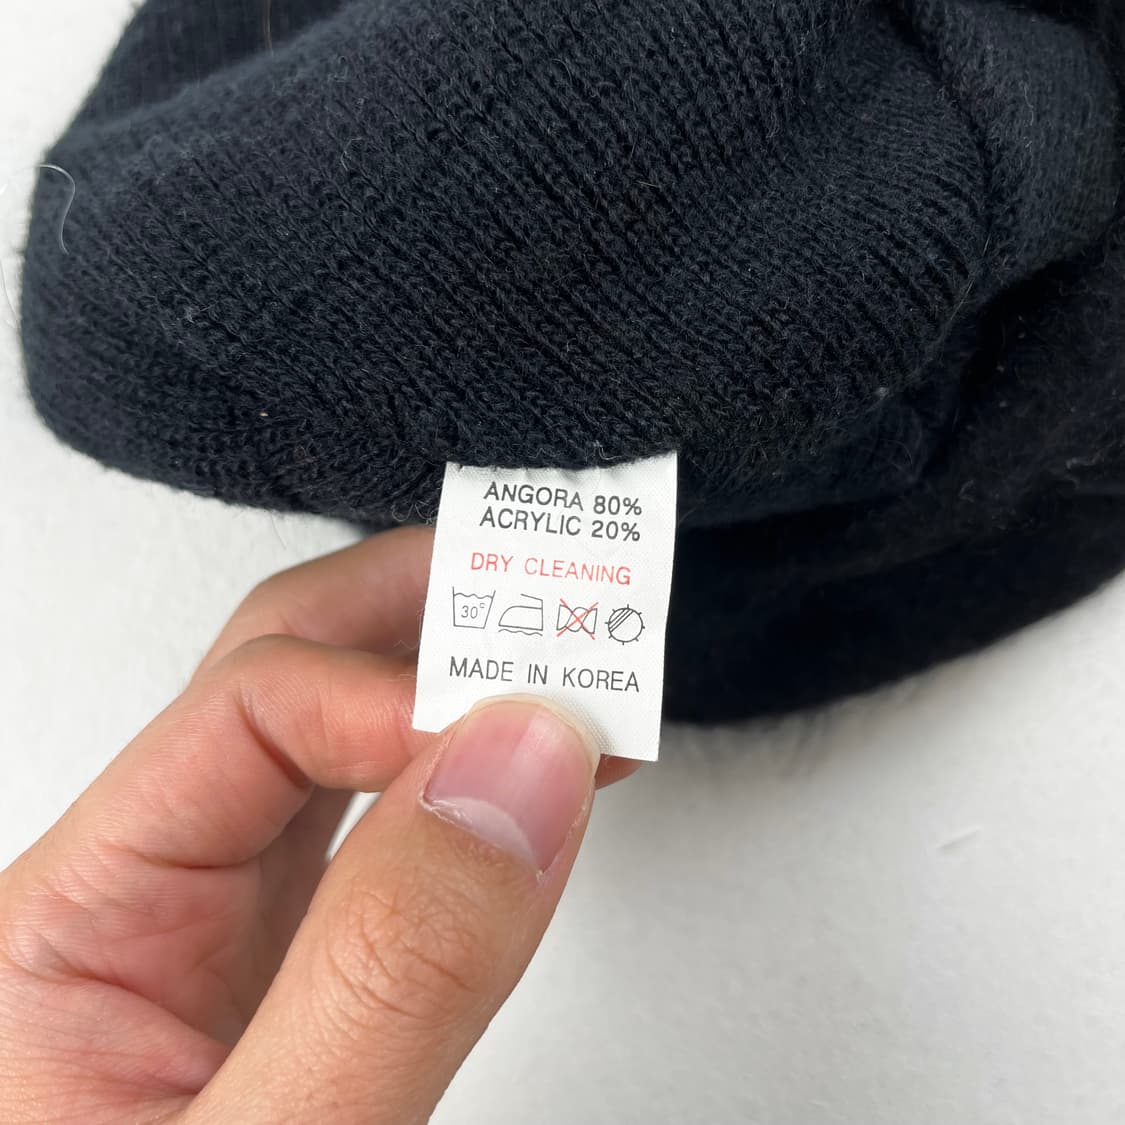 ANGORA 80%
ACRYLIC 20%
DRY CLEANING
30°C
MADE IN KOREA